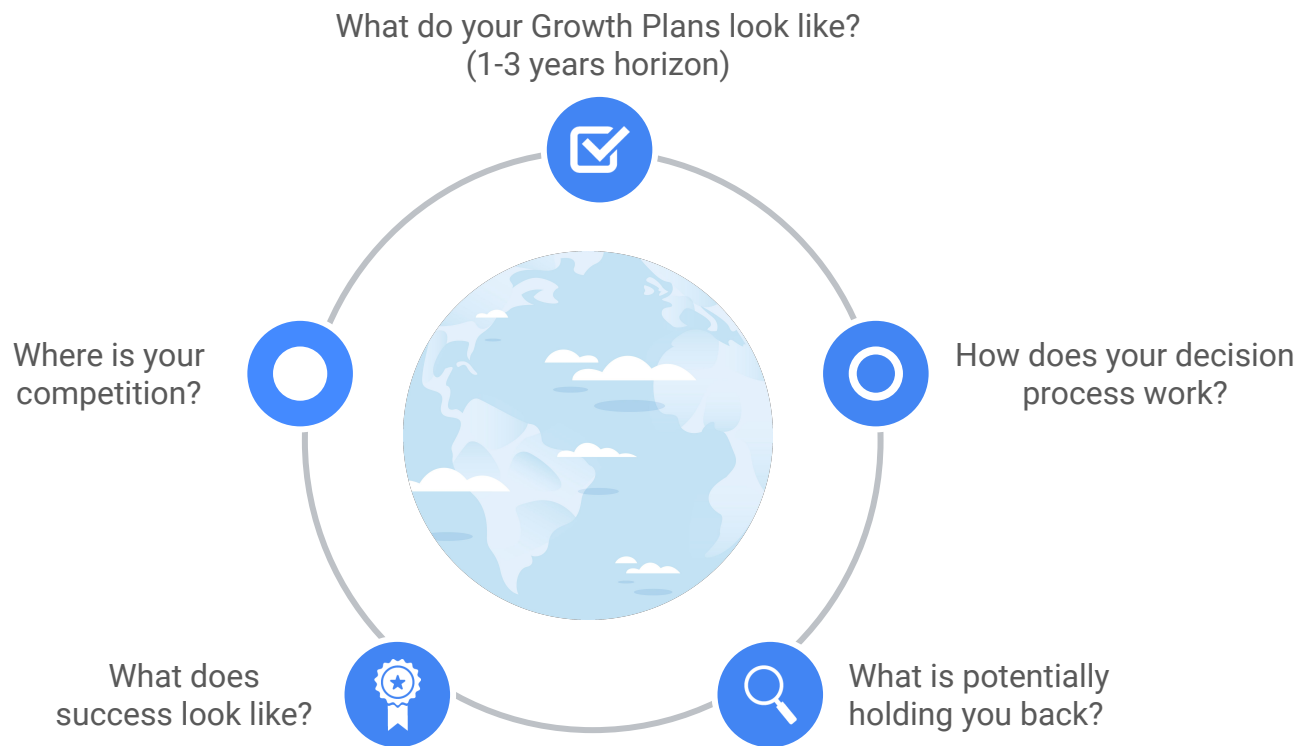 What do your Growth Plans look like?
(1-3 years horizon)
Where is your
competition?
How does your decision
process work?
What does
success look like?
What is potentially
holding you back?